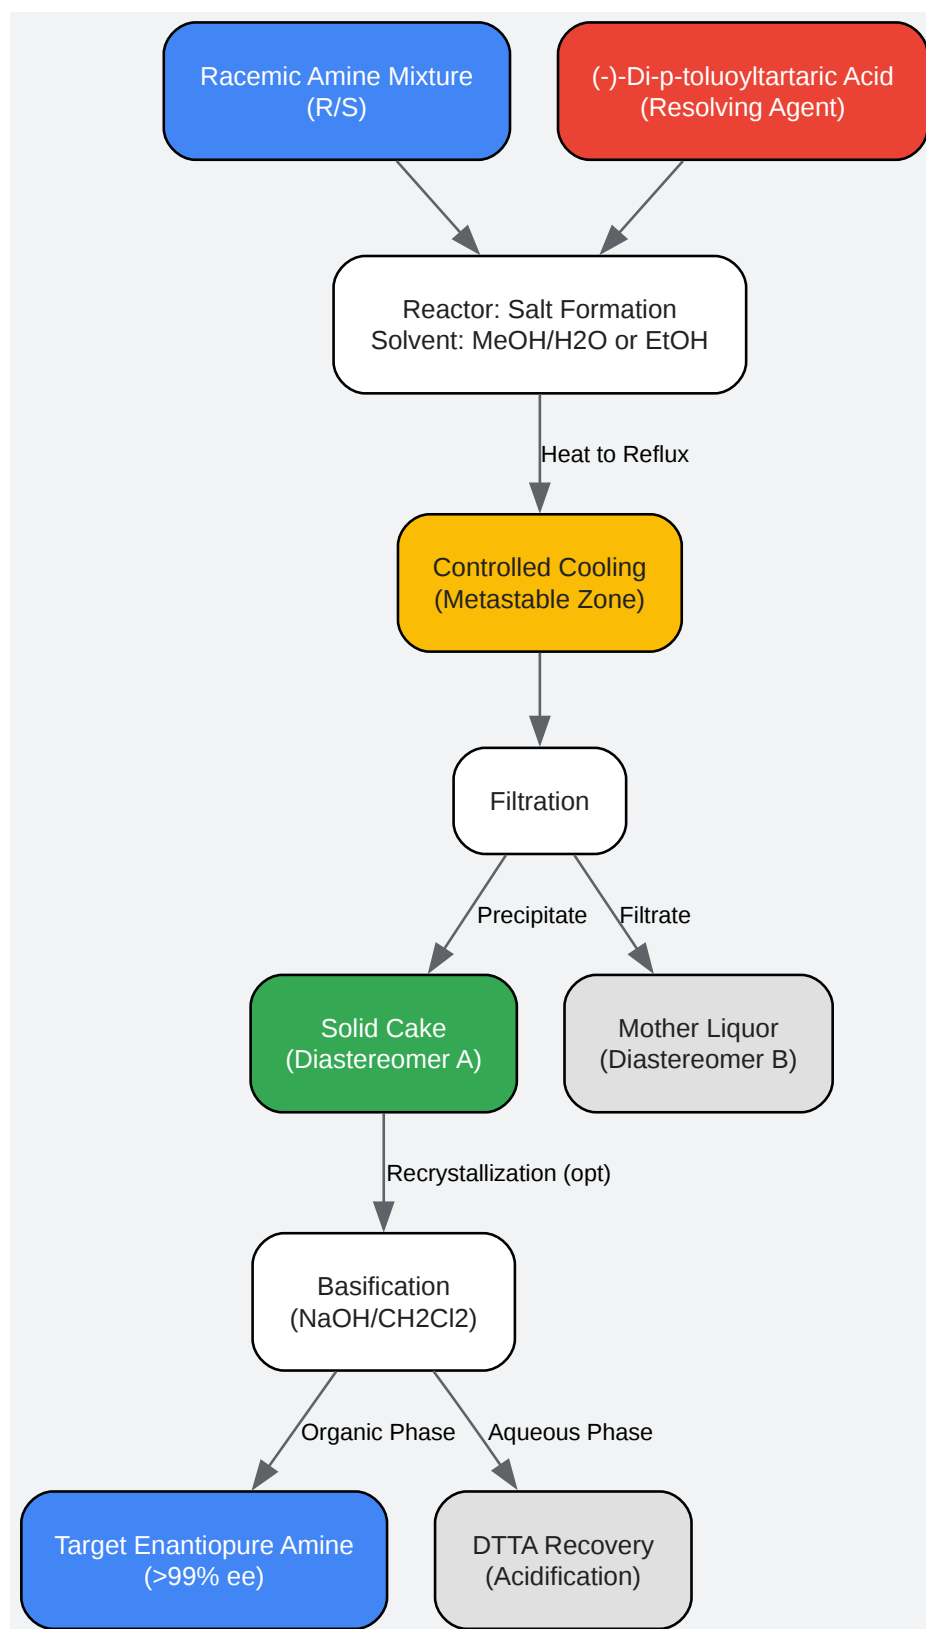 Racemic Amine Mixture
(R/S)
(-)-Di-p-toluoyltartaric Acid
(Resolving Agent)
Reactor: Salt Formation
Solvent: MeOH/H2O or EtOH
Heat to Reflux
Controlled Cooling
(Metastable Zone)
Filtration
Precipitate
Filtrate
Solid Cake
(Diastereomer A)
Mother Liquor
(Diastereomer B)
Recrystallization (opt)
Basification
(NaOH/CH2Cl2)
Organic Phase
Aqueous Phase
Target Enantiopure Amine
(>99% ee)
DTTA Recovery
(Acidification)